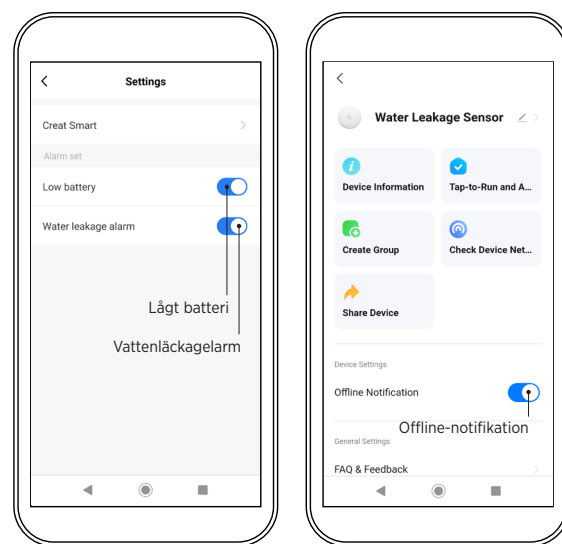 Settings
Creat Smart
Alarm set
Low battery
Water leakage alarm
Lågt batteri
Vattenläckagelarm
Water Leakage Sensor
Device Information
Tap-to-Run and A...
Create Group
Check Device Net...
Share Device
Device Settings
Offline Notification
Offline-notifikation
General Settings
FAQ & Feedback